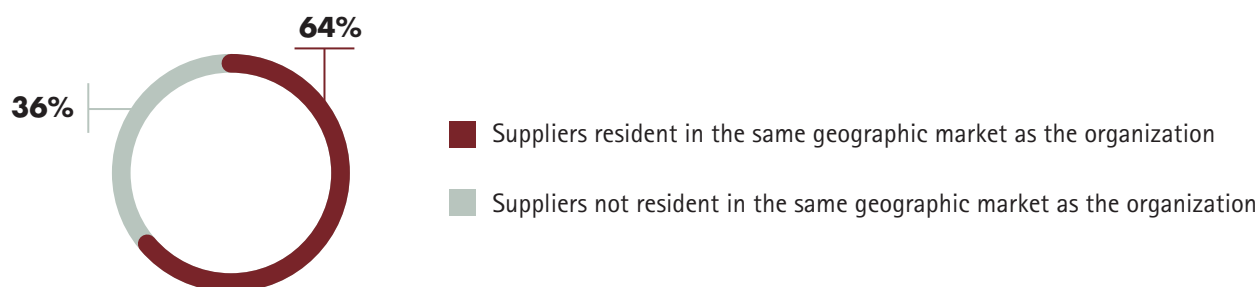 64%
36%
Suppliers resident in the same geographic market as the organization
Suppliers not resident in the same geographic market as the organization